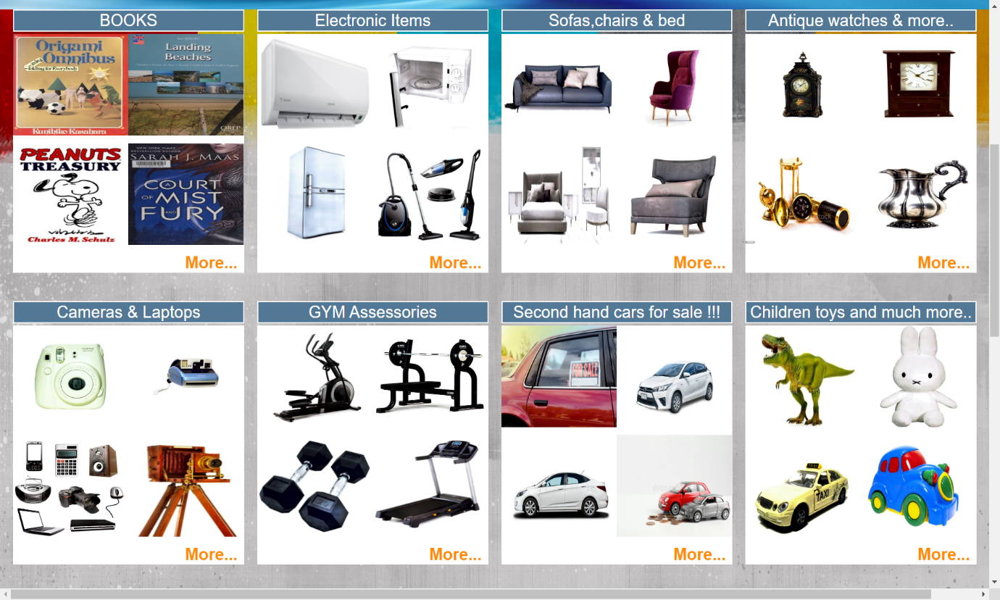 BOOKS
Electronic Items
Sofas,chairs & bed
Antique watches & more..
Origami
Omnibus
Paper-folding for Everybody
Kunihiko Kasahara
Landing
Beaches
OREP
PEANUTS
TREASURY
Charles M. Schulz
NEW YORK TIMES
BESTSELLING AUTHOR
SARAH J. MAAS
A COURT
OF MIST
AND
FURY
More...
More...
More...
More...
Cameras & Laptops
GYM Assessories
Second hand cars for sale !!!
Children toys and much more..
FOR SALE
TAXI
TAXI
More...
More...
More...
More...